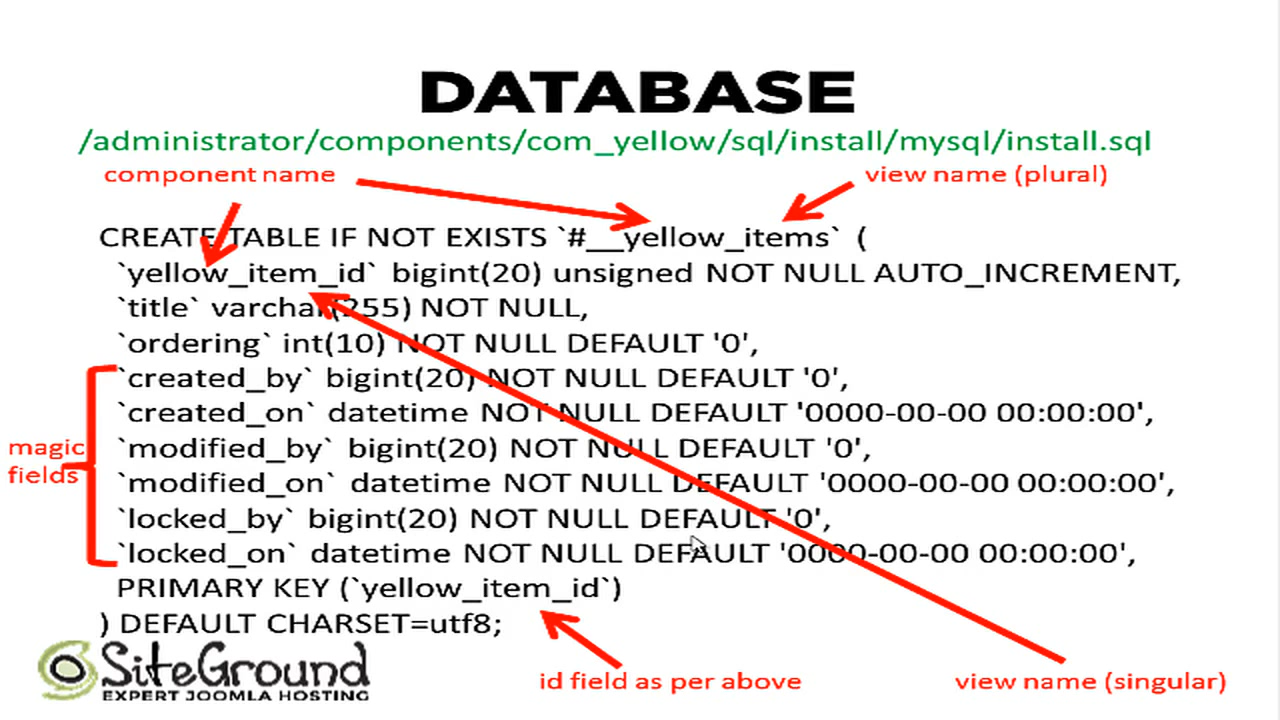 DATABASE
/administrator/components/com_yellow/sql/install/mysql/install.sql
component name
view name (plural)
CREATE TABLE IF NOT EXISTS `#__yellow_items` (
`yellow_item_id` bigint(20) unsigned NOT NULL AUTO_INCREMENT,
`title` varchar(255) NOT NULL,
`ordering` int(10) NOT NULL DEFAULT '0',
`created_by` bigint(20) NOT NULL DEFAULT '0',
`created_on` datetime NOT NULL DEFAULT '0000-00-00 00:00:00',
`modified_by` bigint(20) NOT NULL DEFAULT '0',
magic
fields
`modified_on` datetime NOT NULL DEFAULT '0000-00-00 00:00:00',
`locked_by` bigint(20) NOT NULL DEFAULT '0',
`locked_on` datetime NOT NULL DEFAULT '0000-00-00 00:00:00',
PRIMARY KEY (`yellow_item_id`)
) DEFAULT CHARSET=utf8;
SiteGround
EXPERT JOOMLA HOSTING
id field as per above
view name (singular)